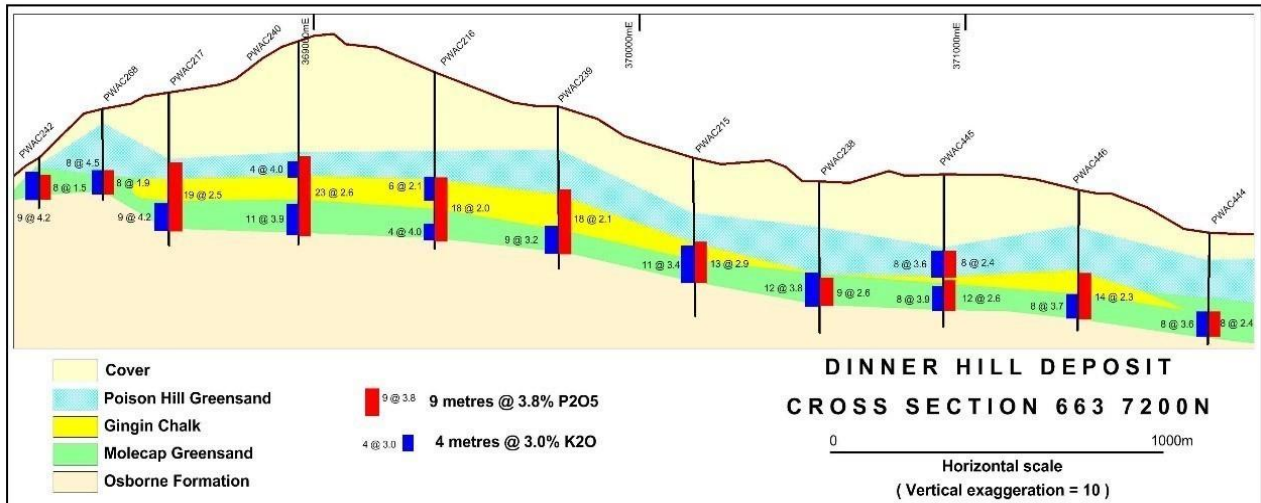 369000mE
370000mE
371000mE
PWAC242
PWAC268
PWAC217
PWAC240
PWAC216
PWAC239
PWAC215
PWAC238
PWAC445
PWAC446
PWAC444
9 @ 4.2
8 @ 1.5
8 @ 4.5
8 @ 1.9
9 @ 4.2
19 @ 2.5
4 @ 4.0
11 @ 3.9
23 @ 2.6
6 @ 2.1
4 @ 4.0
18 @ 2.0
9 @ 3.2
18 @ 2.1
11 @ 3.4
13 @ 2.9
12 @ 3.8
9 @ 2.6
8 @ 3.6
8 @ 2.4
8 @ 3.9
12 @ 2.6
8 @ 3.7
14 @ 2.3
8 @ 3.6
8 @ 2.4
Cover
Poison Hill Greensand
Gingin Chalk
Molecap Greensand
Osborne Formation
9 @ 3.8 9 metres @ 3.8% P2O5
4 @ 3.0 4 metres @ 3.0% K2O
DINNER HILL DEPOSIT
CROSS SECTION 663 7200N
0 1000m
Horizontal scale
( Vertical exaggeration = 10 )